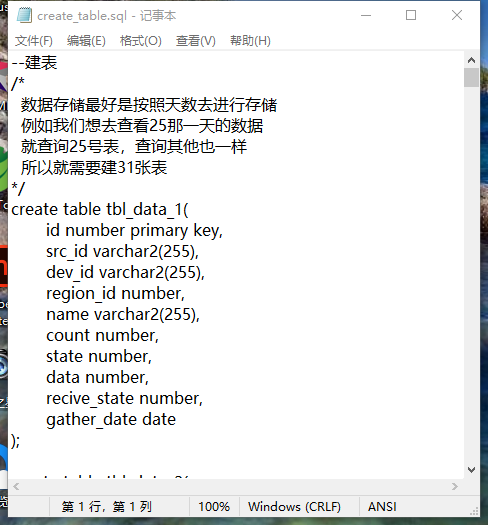 create_table.sql - 记事本
文件(F) 编辑(E) 格式(O) 查看(V) 帮助(H)
--建表
/*
数据存储最好是按照天数去进行存储
例如我们想去查看25那一天的数据
就查询25号表，查询其他也一样
所以就需要建31张表
*/
create table tbl_data_1(
id number primary key,
src_id varchar2(255),
dev_id varchar2(255),
region_id number,
name varchar2(255),
count number,
state number,
data number,
recive_state number,
gather_date date
);
第 1 行，第 1 列 100% Windows (CRLF) ANSI